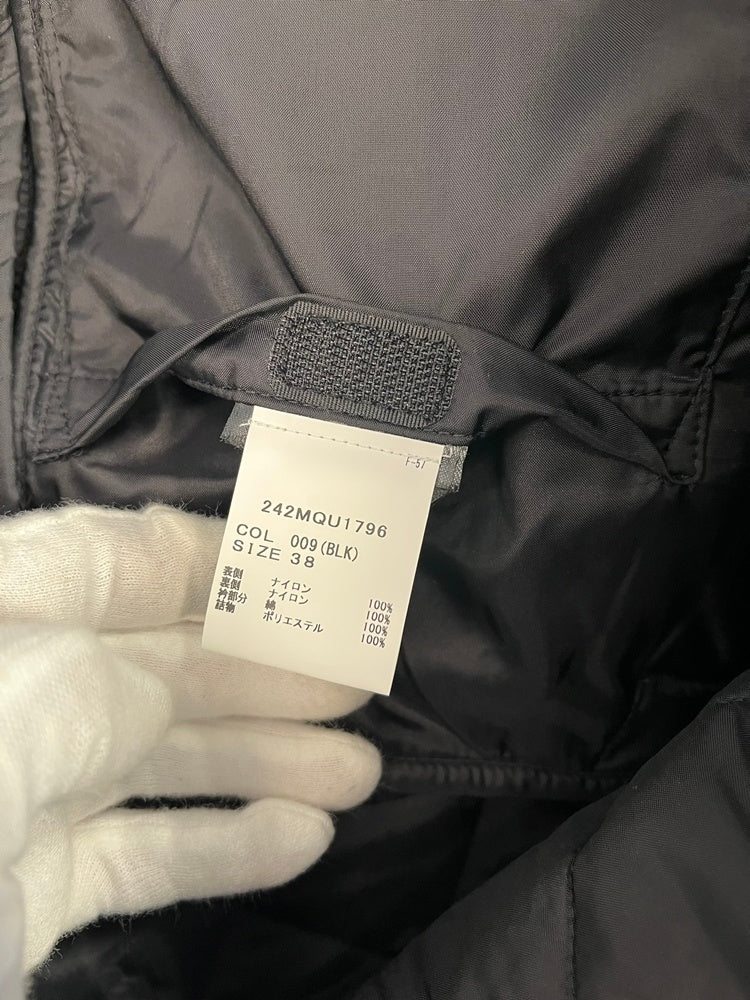 F-57
242MQU1796
COL 009(BLK)
SIZE 38
表側 ナイロン 100%
裏側 ナイロン 100%
衿部分 綿 100%
詰物 ポリエステル 100%